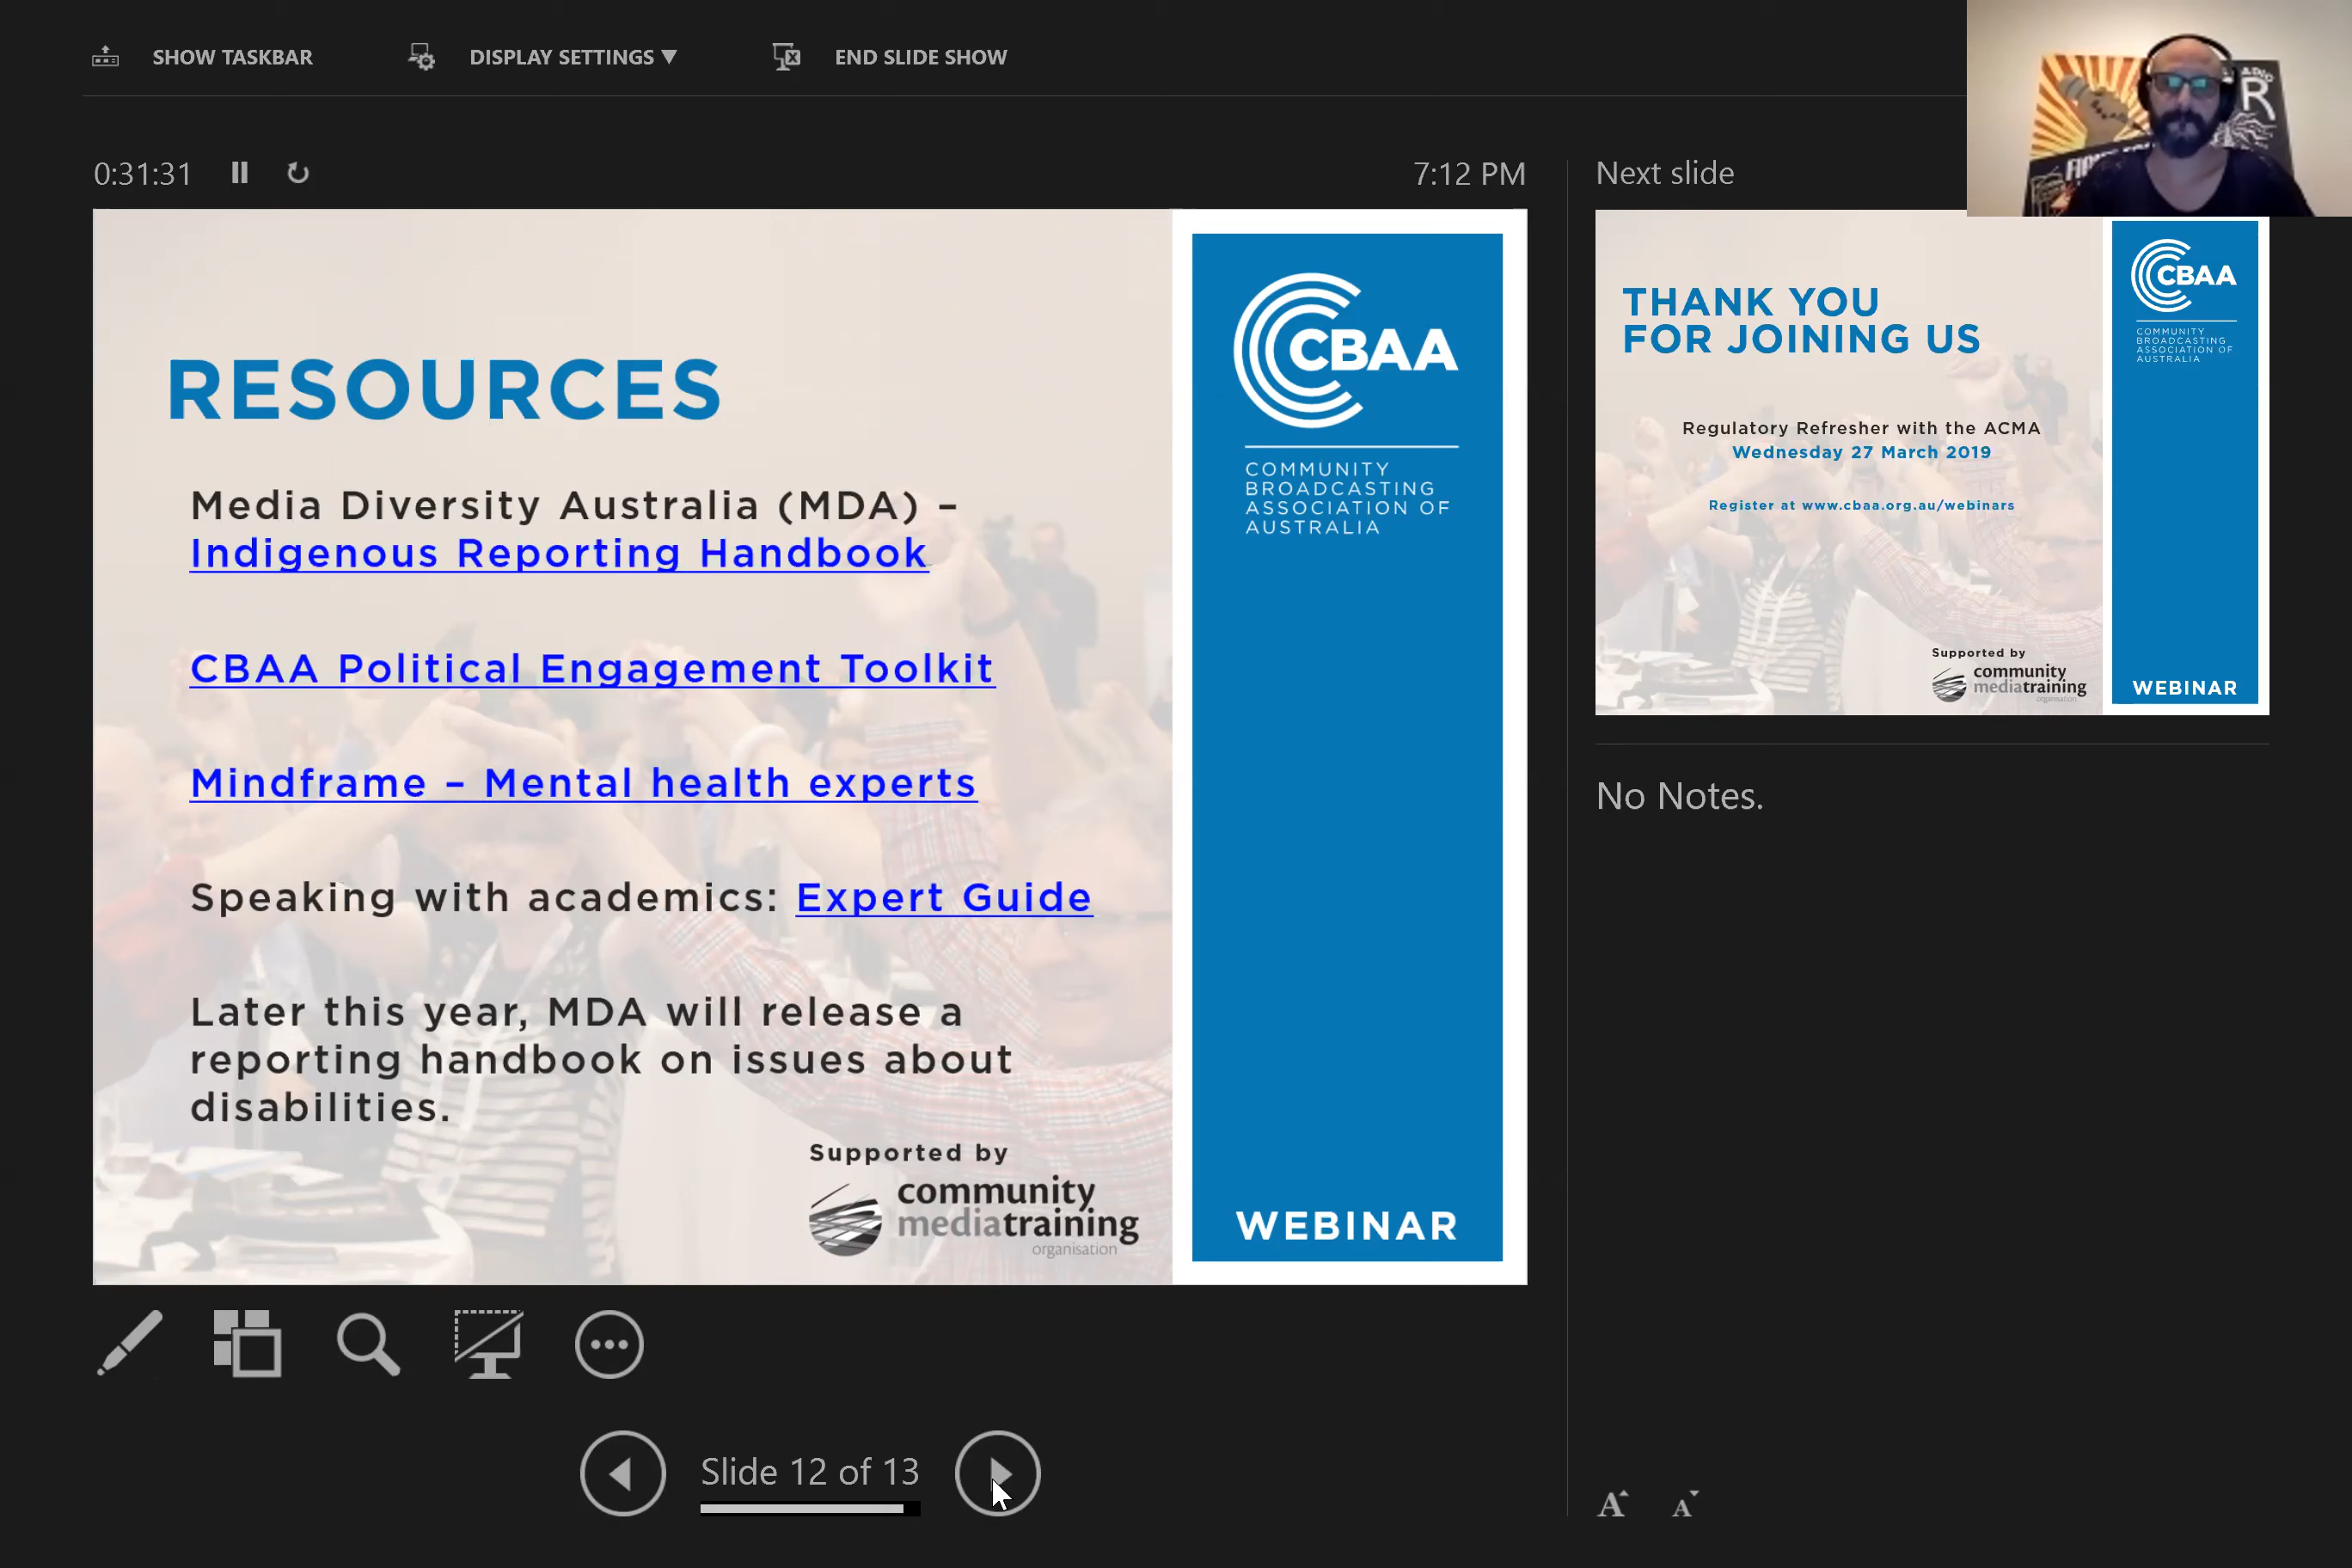 SHOW TASKBAR
DISPLAY SETTINGS ▼
END SLIDE SHOW
0:31:31
7:12 PM
RESOURCES
Media Diversity Australia (MDA) –
Indigenous Reporting Handbook
CBAA Political Engagement Toolkit
Mindframe – Mental health experts
Speaking with academics: Expert Guide
Later this year, MDA will release a
reporting handbook on issues about
disabilities.
Supported by
community
mediatraining
organisation
CBAA
COMMUNITY
BROADCASTING
ASSOCIATION OF
AUSTRALIA
WEBINAR
Slide 12 of 13
Next slide
THANK YOU
FOR JOINING US
Regulatory Refresher with the ACMA
Wednesday 27 March 2019
Register at www.cbaa.org.au/webinars
Supported by
community
mediatraining
organisation
CBAA
COMMUNITY
BROADCASTING
ASSOCIATION OF
AUSTRALIA
WEBINAR
No Notes.
A A